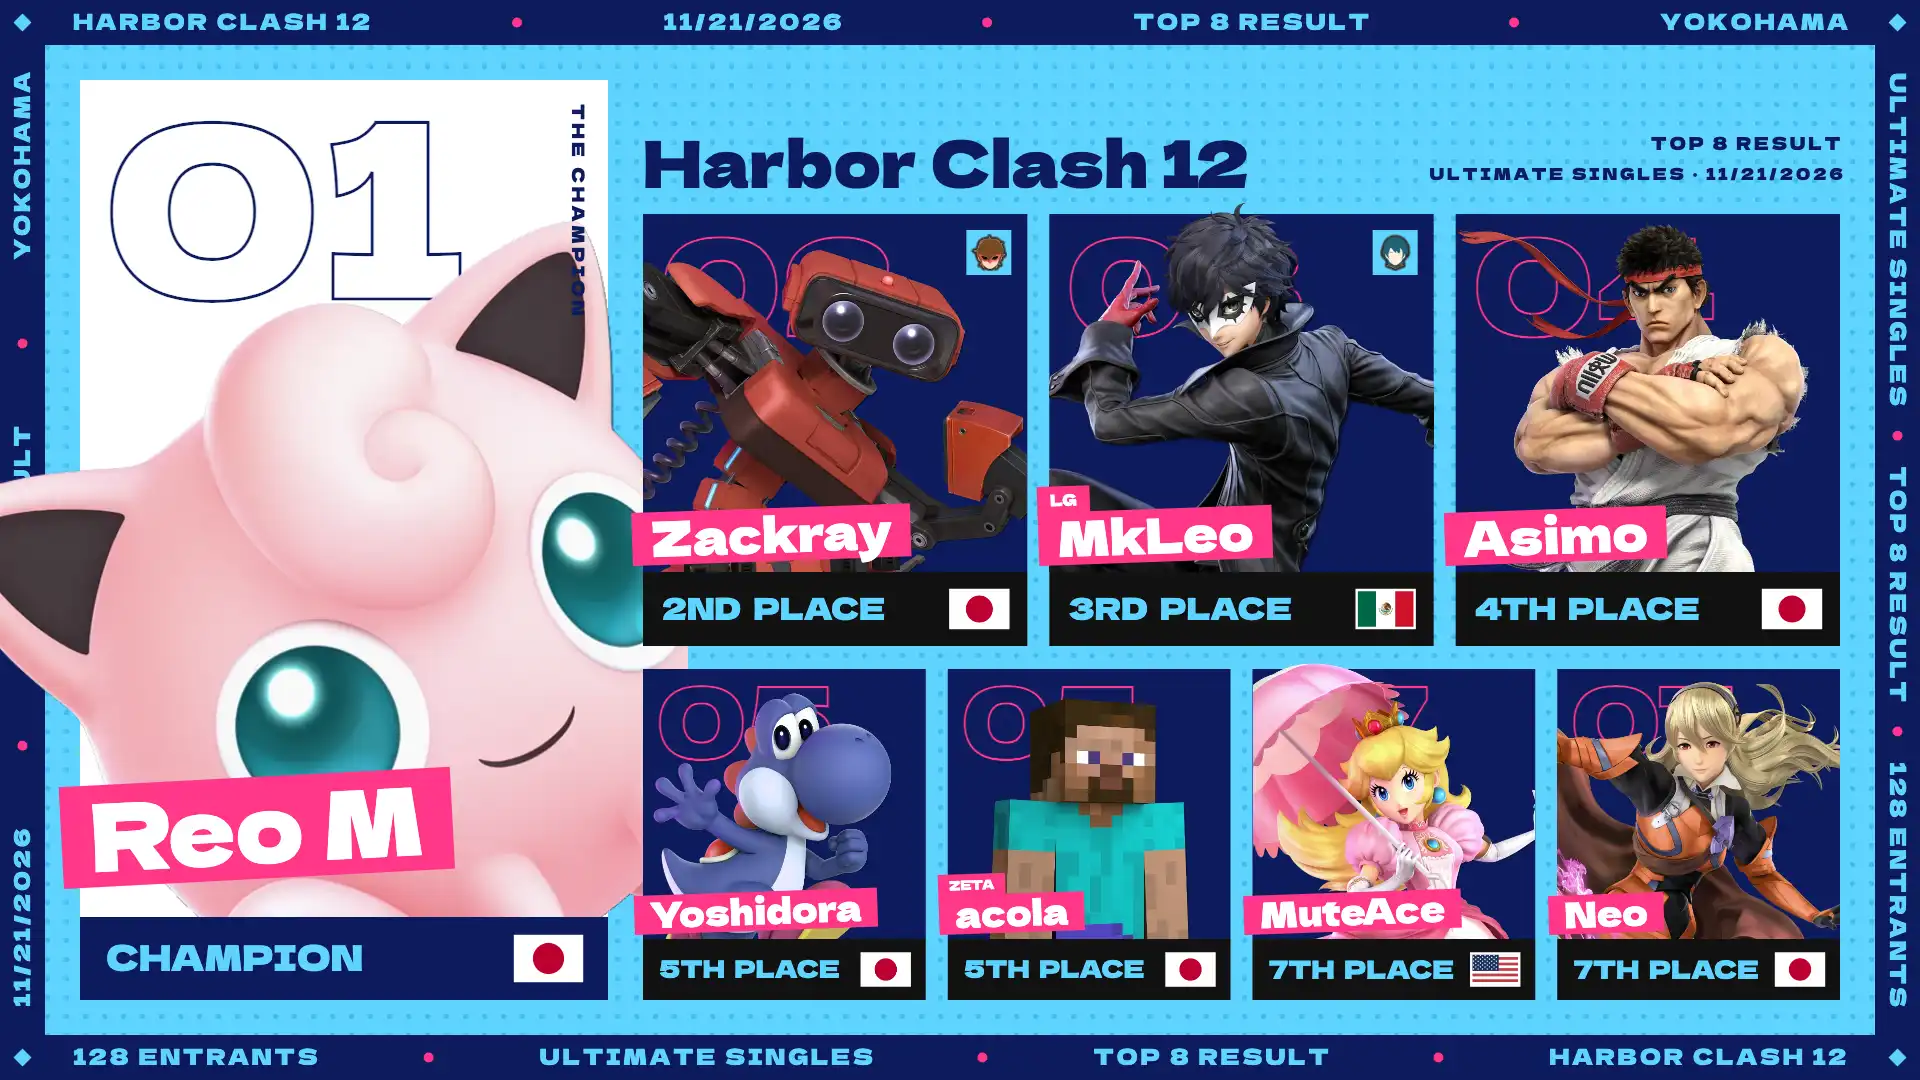 HARBOR CLASH 12 • 11/21/2026 • TOP 8 RESULT • YOKOHAMA
YOKOHAMA
11/21/2026
ULTIMATE SINGLES • TOP 8 RESULT • 128 ENTRANTS
01
THE CHAMPION
Reo M
CHAMPION
Harbor Clash 12
TOP 8 RESULT
ULTIMATE SINGLES · 11/21/2026
Zackray
2ND PLACE
LG
MkLeo
3RD PLACE
Asimo
4TH PLACE
Yoshidora
5TH PLACE
ZETA
acola
5TH PLACE
MuteAce
7TH PLACE
Neo
7TH PLACE
128 ENTRANTS • ULTIMATE SINGLES • TOP 8 RESULT • HARBOR CLASH 12